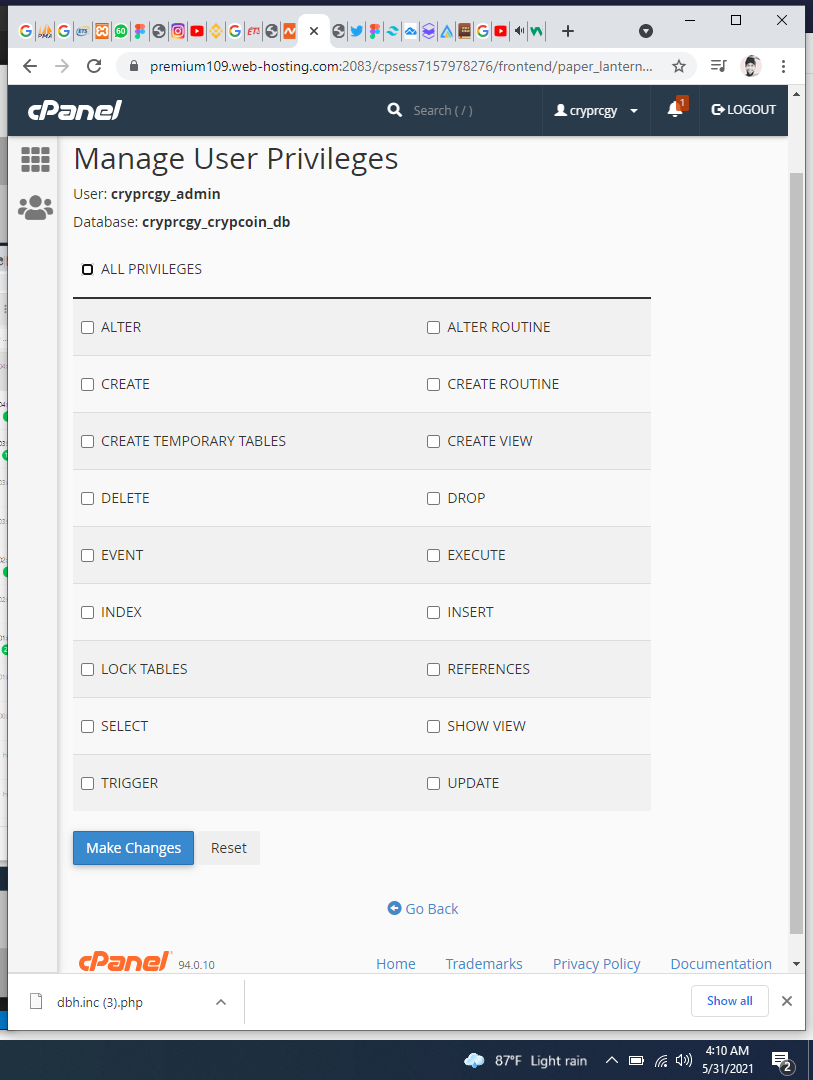 premium109.web-hosting.com:2083/cpsess7157978276/frontend/paper_lantern...
cPanel
Search ( / )
cryprcgy
1
LOGOUT
Manage User Privileges
User: cryprcgy_admin
Database: cryprcgy_crypcoin_db
ALL PRIVILEGES
ALTER
ALTER ROUTINE
CREATE
CREATE ROUTINE
CREATE TEMPORARY TABLES
CREATE VIEW
DELETE
DROP
EVENT
EXECUTE
INDEX
INSERT
LOCK TABLES
REFERENCES
SELECT
SHOW VIEW
TRIGGER
UPDATE
Make Changes
Reset
Go Back
cPanel
94.0.10
Home
Trademarks
Privacy Policy
Documentation
dbh.inc (3).php
Show all
87°F Light rain
4:10 AM
5/31/2021
2